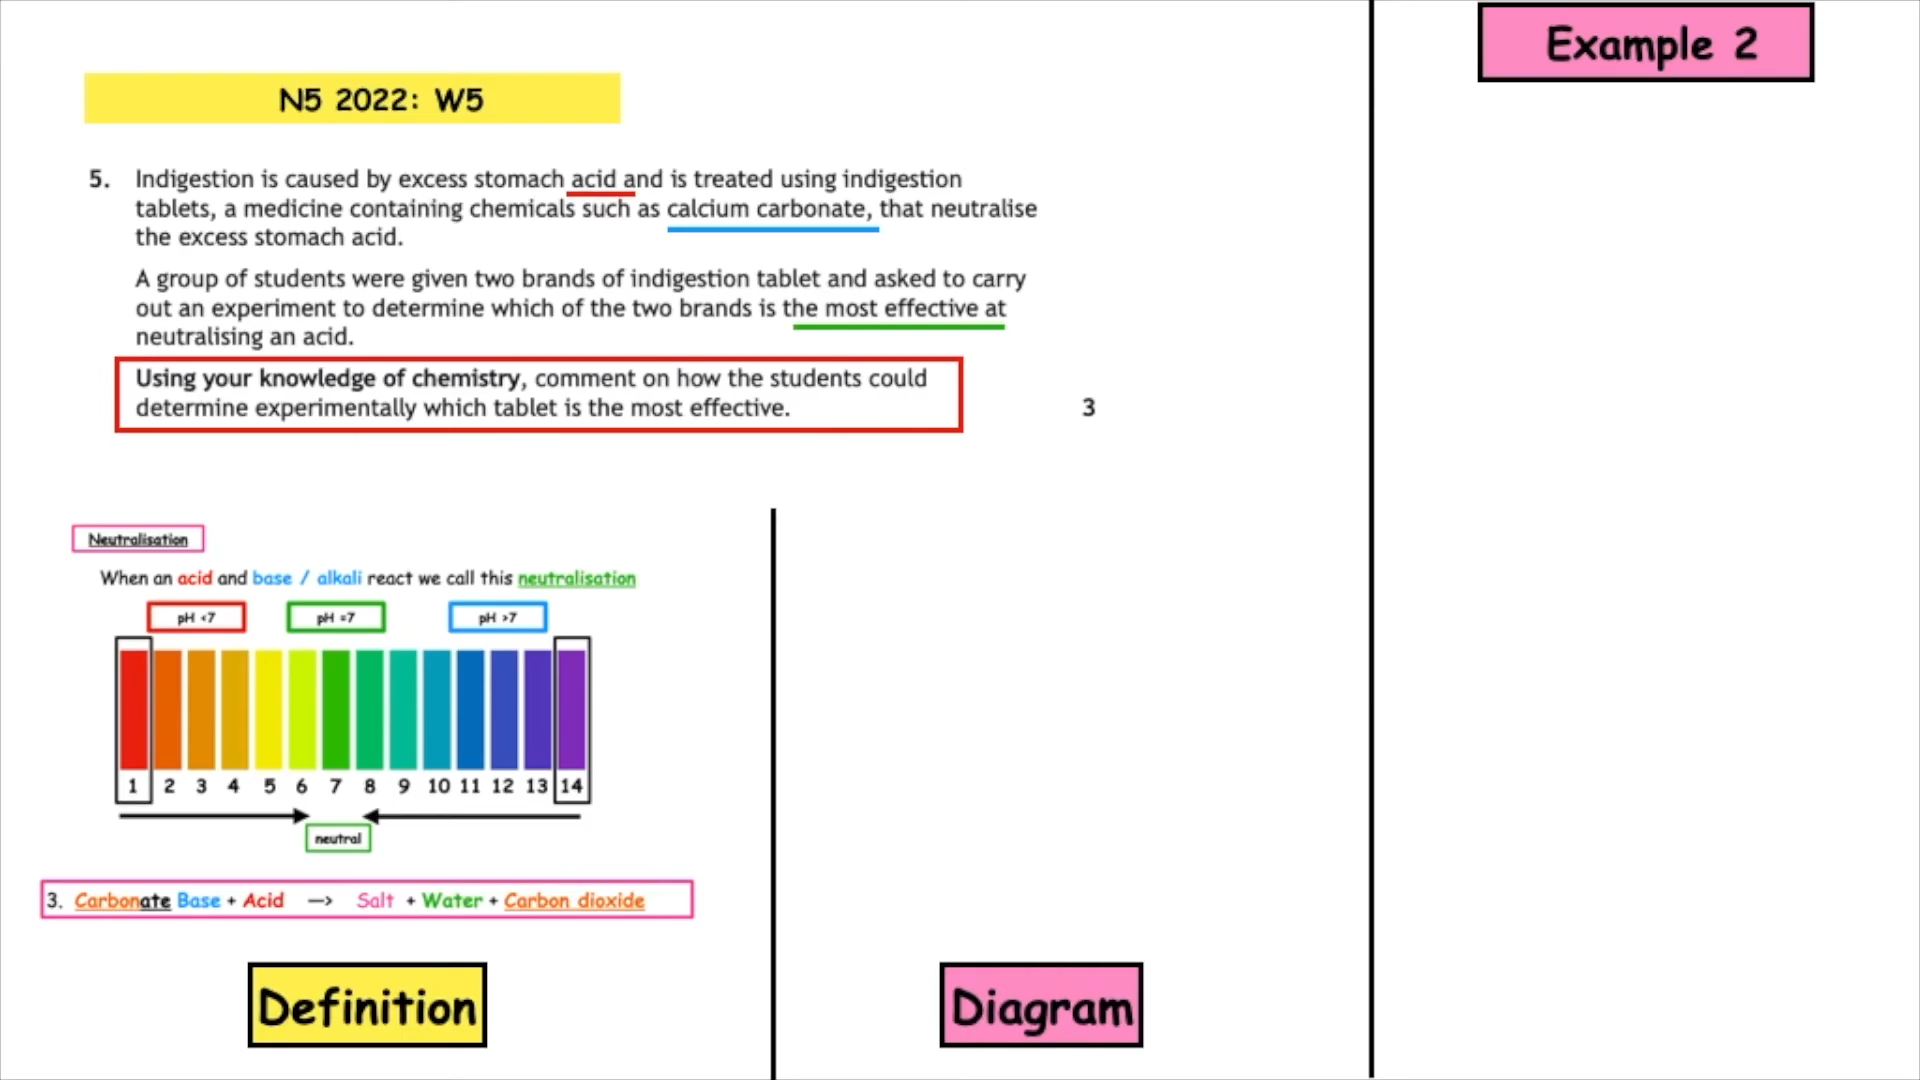 Example 2
N5 2022: W5
5. Indigestion is caused by excess stomach acid and is treated using indigestion
tablets, a medicine containing chemicals such as calcium carbonate, that neutralise
the excess stomach acid.
A group of students were given two brands of indigestion tablet and asked to carry
out an experiment to determine which of the two brands is the most effective at
neutralising an acid.
Using your knowledge of chemistry, comment on how the students could
determine experimentally which tablet is the most effective. 3
Neutralisation
When an acid and base / alkali react we call this neutralisation
pH <7 pH =7 pH >7
1 2 3 4 5 6 7 8 9 10 11 12 13 14
neutral
3. Carbonate Base + Acid —> Salt + Water + Carbon dioxide
Definition
Diagram